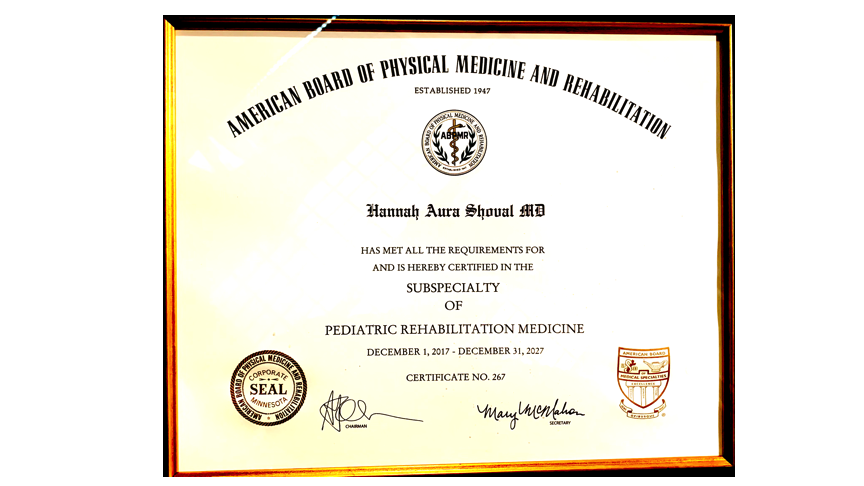 AMERICAN BOARD OF PHYSICAL MEDICINE AND REHABILITATION
ESTABLISHED 1947
AMERICAN BOARD OF PHYSICAL MEDICINE AND REHABILITATION
ABPMR
ESTABLISHED 1947
Hannah Aura Shoval MD
HAS MET ALL THE REQUIREMENTS FOR
AND IS HEREBY CERTIFIED IN THE
SUBSPECIALTY
OF
PEDIATRIC REHABILITATION MEDICINE
DECEMBER 1, 2017 - DECEMBER 31, 2027
CERTIFICATE NO. 267
AMERICAN BOARD OF PHYSICAL MEDICINE AND REHABILITATION
CORPORATE
SEAL
MINNESOTA
CHAIRMAN
Mary McMahon
SECRETARY
AMERICAN BOARD
MEDICAL SPECIALTIES
EXCELLENCE